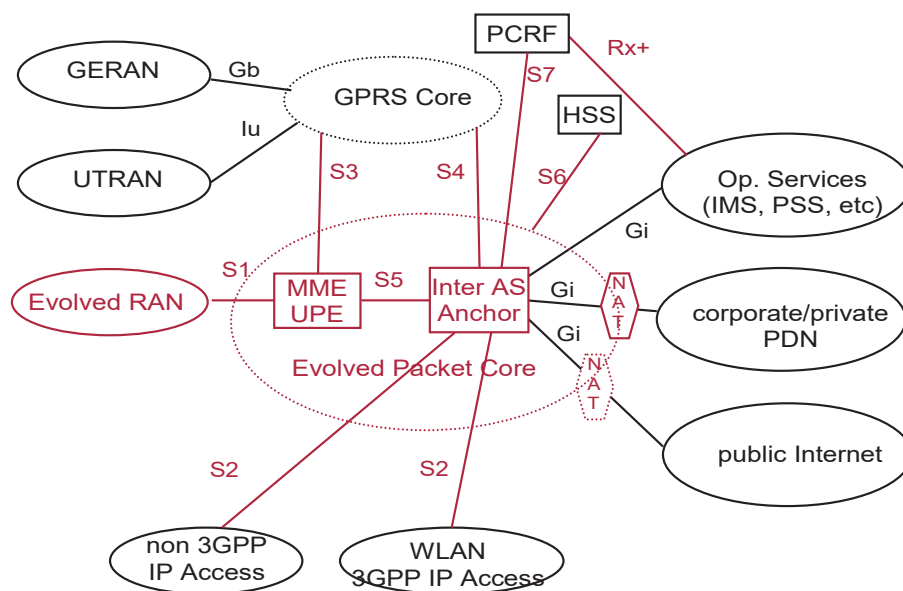 PCRF
Rx+
GERAN
Gb
S7
GPRS Core
HSS
Iu
UTRAN
S3
S4
S6
Op. Services
(IMS, PSS, etc)
Gi
S1
Evolved RAN
MME
UPE
S5
Inter AS
Anchor
Gi
NAT
corporate/private
PDN
Gi
Evolved Packet Core
NAT
public Internet
S2
S2
non 3GPP
IP Access
WLAN
3GPP IP Access